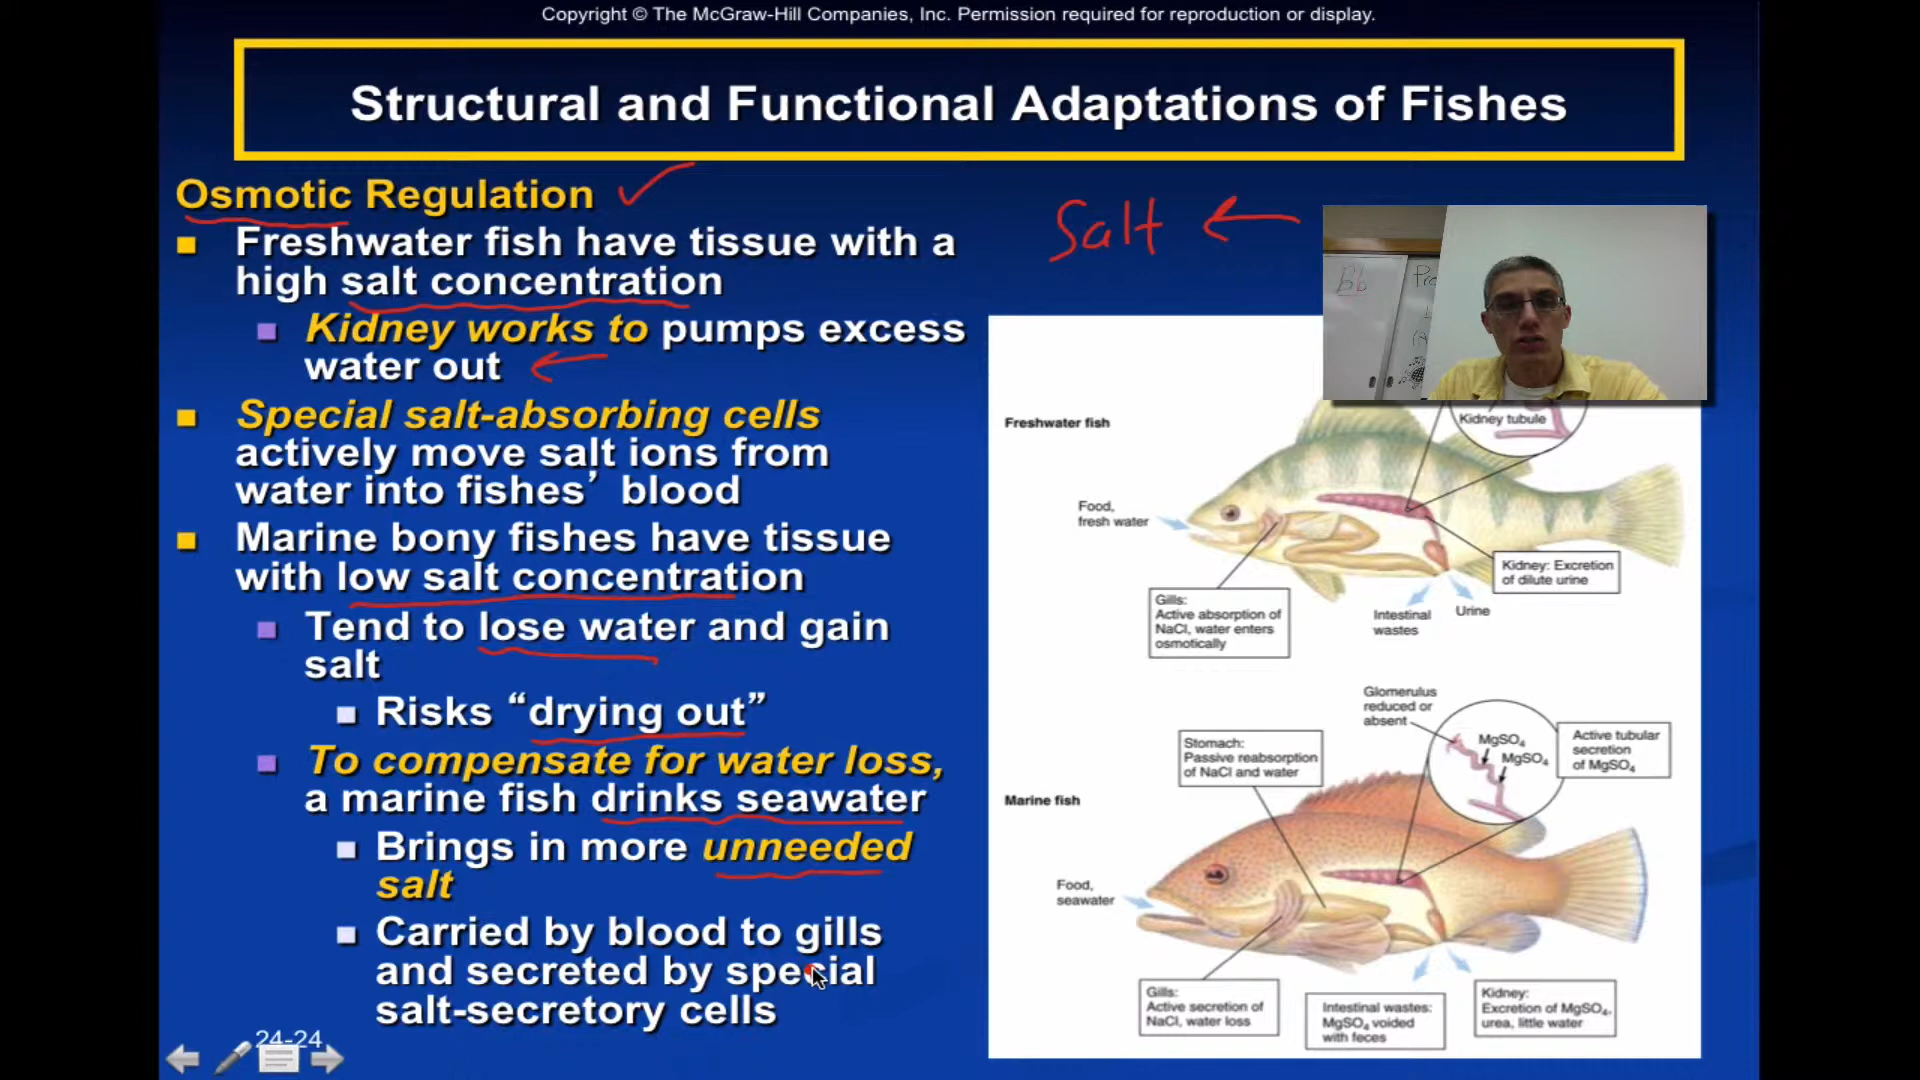 Copyright © The McGraw-Hill Companies, Inc. Permission required for reproduction or display.
Structural and Functional Adaptations of Fishes
Osmotic Regulation
Freshwater fish have tissue with a
high salt concentration
Kidney works to pumps excess
water out
Special salt-absorbing cells
actively move salt ions from
water into fishes’ blood
Marine bony fishes have tissue
with low salt concentration
Tend to lose water and gain
salt
Risks “drying out”
To compensate for water loss,
a marine fish drinks seawater
Brings in more unneeded
salt
Carried by blood to gills
and secreted by special
salt-secretory cells
24-24
Salt
Bb
Kidney tubule
Freshwater fish
Food,
fresh water
Kidney: Excretion
of dilute urine
Gills:
Active absorption of
NaCl, water enters
osmotically
Intestinal
wastes
Urine
Glomerulus
reduced or
absent
MgSO₄
MgSO₄
Active tubular
secretion
of MgSO₄
Stomach:
Passive reabsorption
of NaCl and water
Marine fish
Food,
seawater
Gills:
Active secretion of
NaCl, water loss
Intestinal wastes:
MgSO₄ voided
with feces
Kidney:
Excretion of MgSO₄,
urea, little water